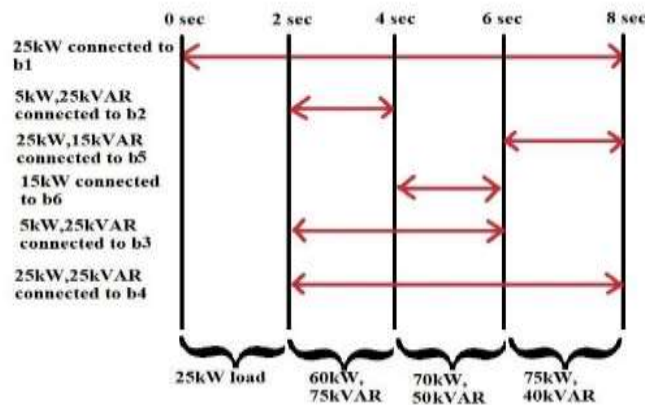 0 sec 2 sec 4 sec 6 sec 8 sec
25kW connected to
b1
5kW,25kVAR
connected to b2
25kW,15kVAR
connected to b5
15kW connected
to b6
5kW,25kVAR
connected to b3
25kW,25kVAR
connected to b4
25kW load
60kW,
75kVAR
70kW,
50kVAR
75kW,
40kVAR